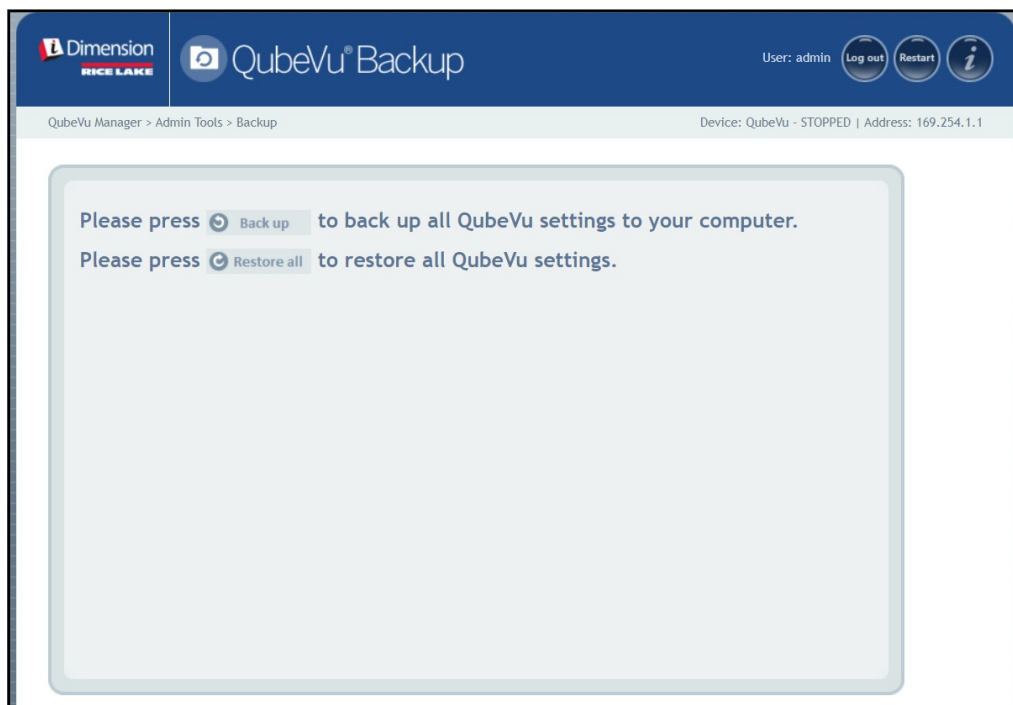 iDimension
RICE LAKE
QubeVu® Backup
User: admin
Log out
Restart
i
QubeVu Manager > Admin Tools > Backup
Device: QubeVu - STOPPED | Address: 169.254.1.1
Please press Back up to back up all QubeVu settings to your computer.
Please press Restore all to restore all QubeVu settings.